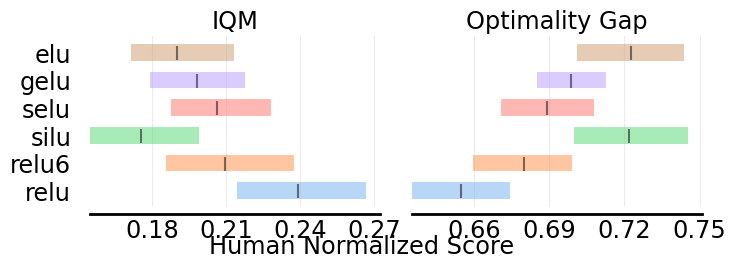 IQM Optimality Gap
elu
gelu
selu
silu
relu6
relu
0.18 0.21 0.24 0.27 0.66 0.69 0.72 0.75
Human Normalized Score